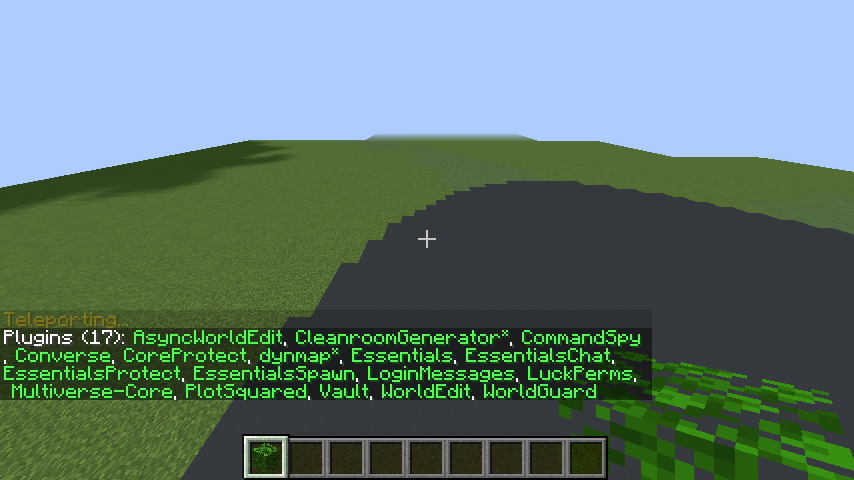 Teleporting...
Plugins (17): AsyncWorldEdit, CleanroomGenerator*, CommandSpy
, Converse, CoreProtect, dynmap*, Essentials, EssentialsChat,
EssentialsProtect, EssentialsSpawn, LoginMessages, LuckPerms,
Multiverse-Core, PlotSquared, Vault, WorldEdit, WorldGuard